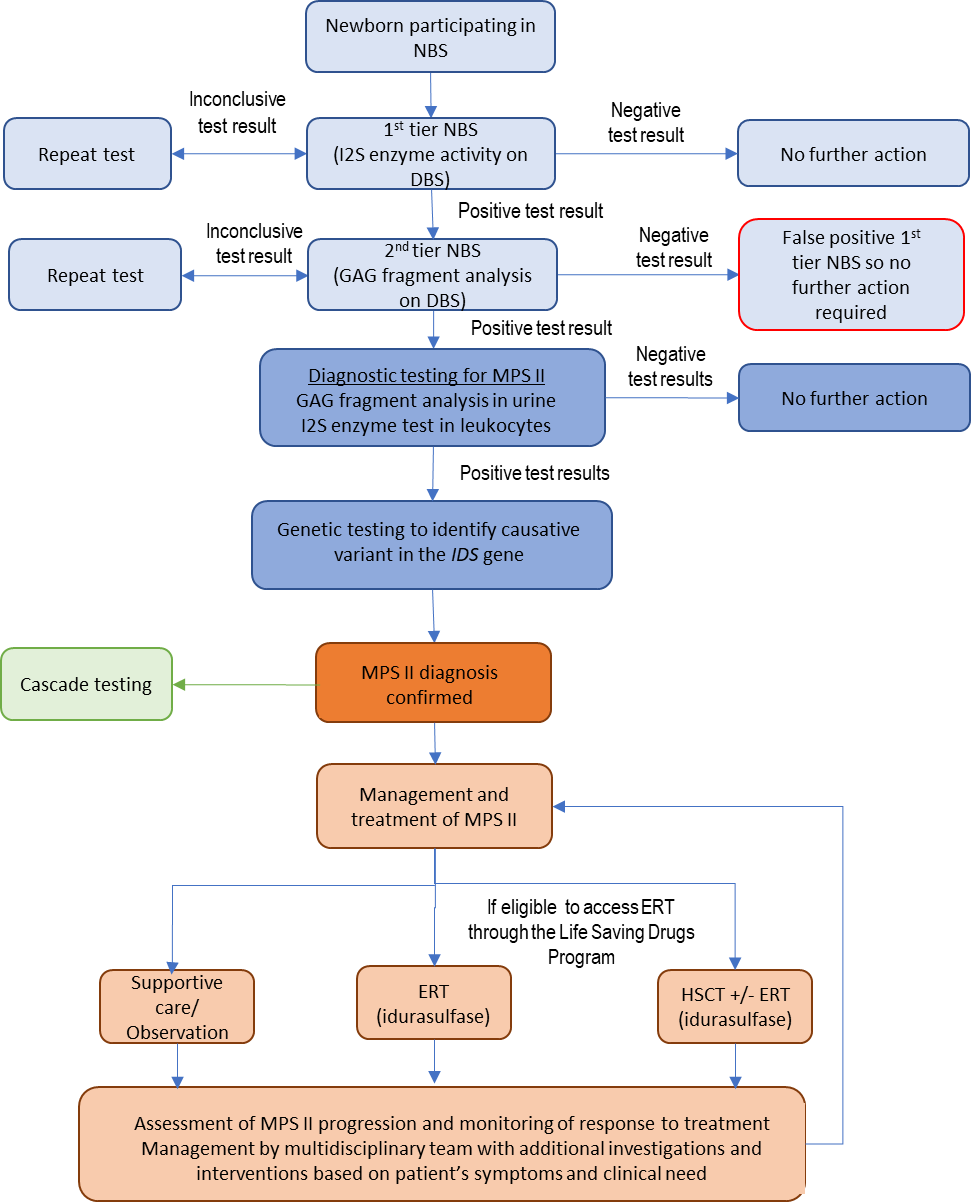 Newborn participating in
NBS
Inconclusive
test result
Negative
test result
Repeat test
1st tier NBS
(I2S enzyme activity on
DBS)
No further action
Positive test result
Inconclusive
test result
Negative
test result
Repeat test
2nd tier NBS
(GAG fragment analysis
on DBS)
False positive 1st
tier NBS so no
further action
required
Positive test result
Negative
test results
Diagnostic testing for MPS II
GAG fragment analysis in urine
I2S enzyme test in leukocytes
No further action
Positive test results
Genetic testing to identify causative
variant in the IDS gene
Cascade testing
MPS II diagnosis
confirmed
Management and
treatment of MPS II
If eligible to access ERT
through the Life Saving Drugs
Program
Supportive
care/
Observation
ERT
(idurasulfase)
HSCT +/- ERT
(idurasulfase)
Assessment of MPS II progression and monitoring of response to treatment
Management by multidisciplinary team with additional investigations and
interventions based on patient’s symptoms and clinical need